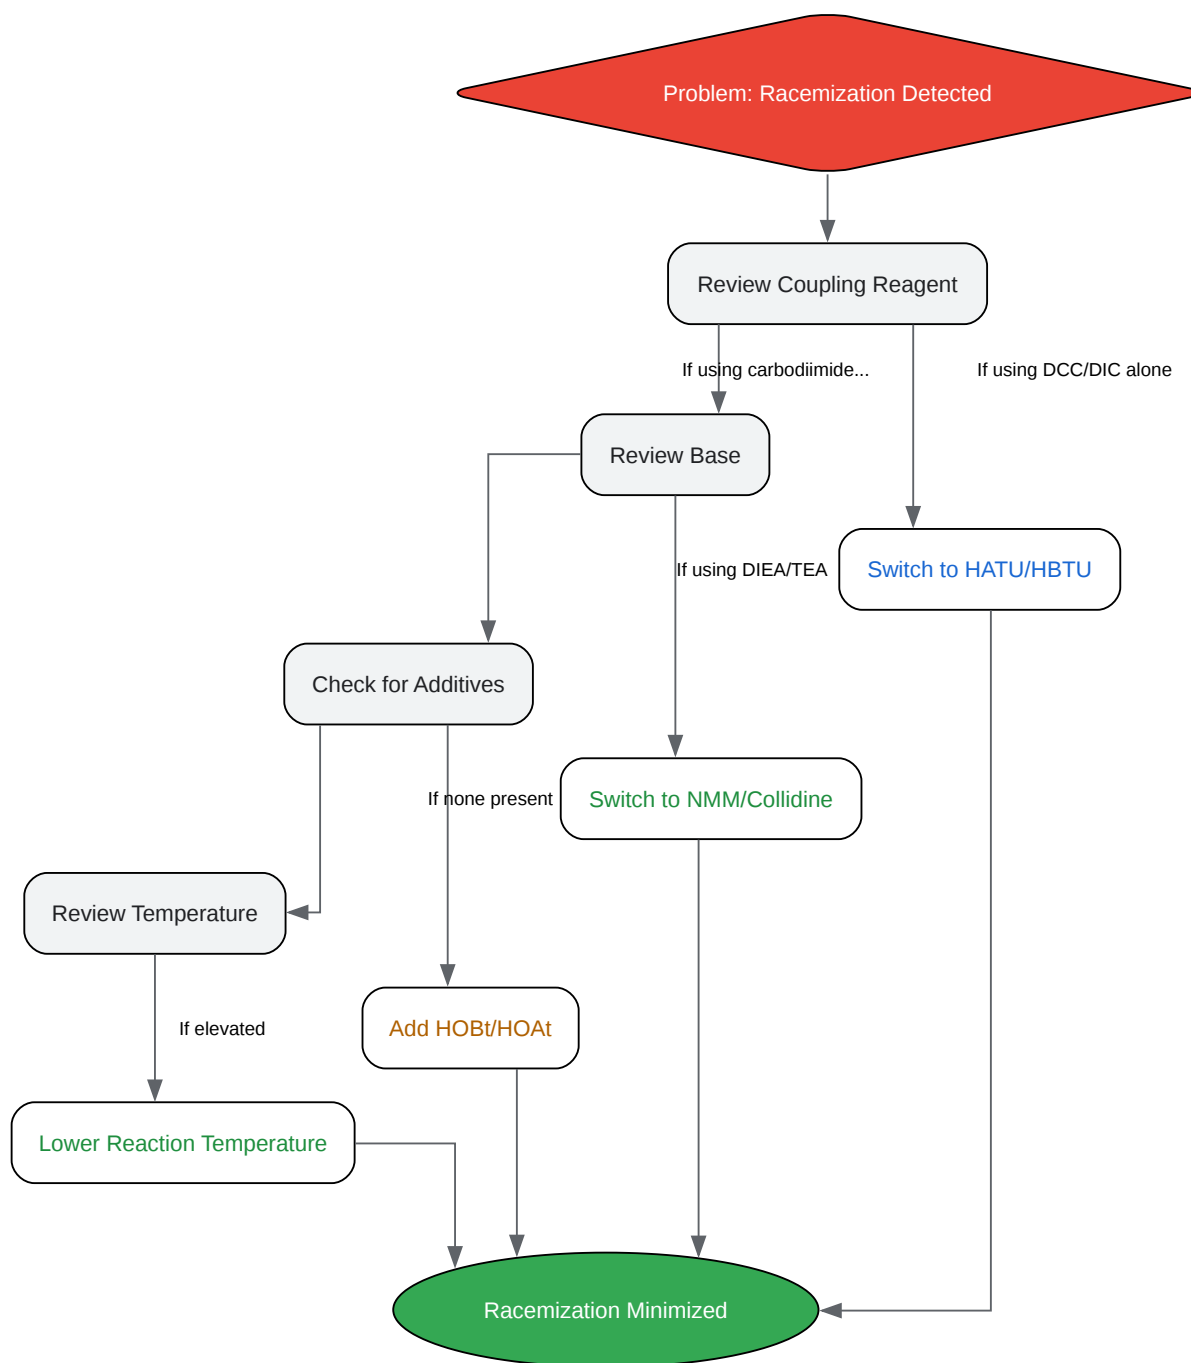 Problem: Racemization Detected
Review Coupling Reagent
If using carbodiimide...
If using DCC/DIC alone
Review Base
If using DIEA/TEA
Switch to HATU/HBTU
Check for Additives
If none present
Switch to NMM/Collidine
Review Temperature
If elevated
Add HOBt/HOAt
Lower Reaction Temperature
Racemization Minimized